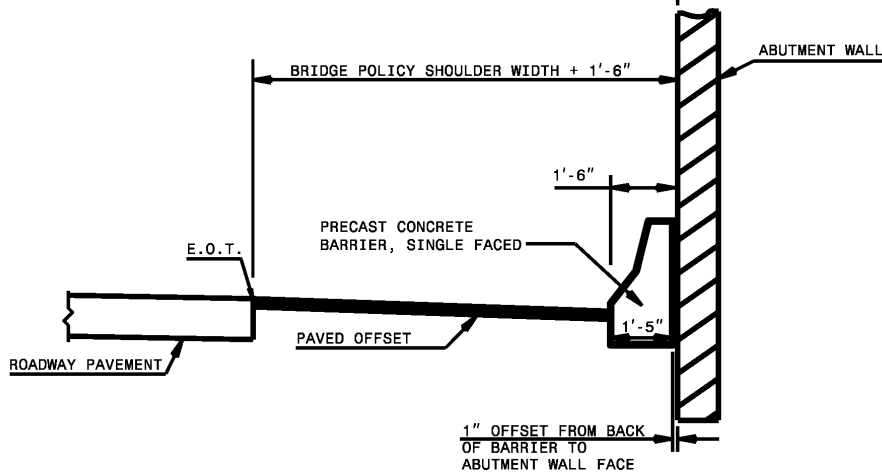 ABUTMENT WALL
BRIDGE POLICY SHOULDER WIDTH + 1'-6"
1'-6"
PRECAST CONCRETE
BARRIER, SINGLE FACED
E.O.T.
1'-5"
PAVED OFFSET
ROADWAY PAVEMENT
1" OFFSET FROM BACK
OF BARRIER TO
ABUTMENT WALL FACE